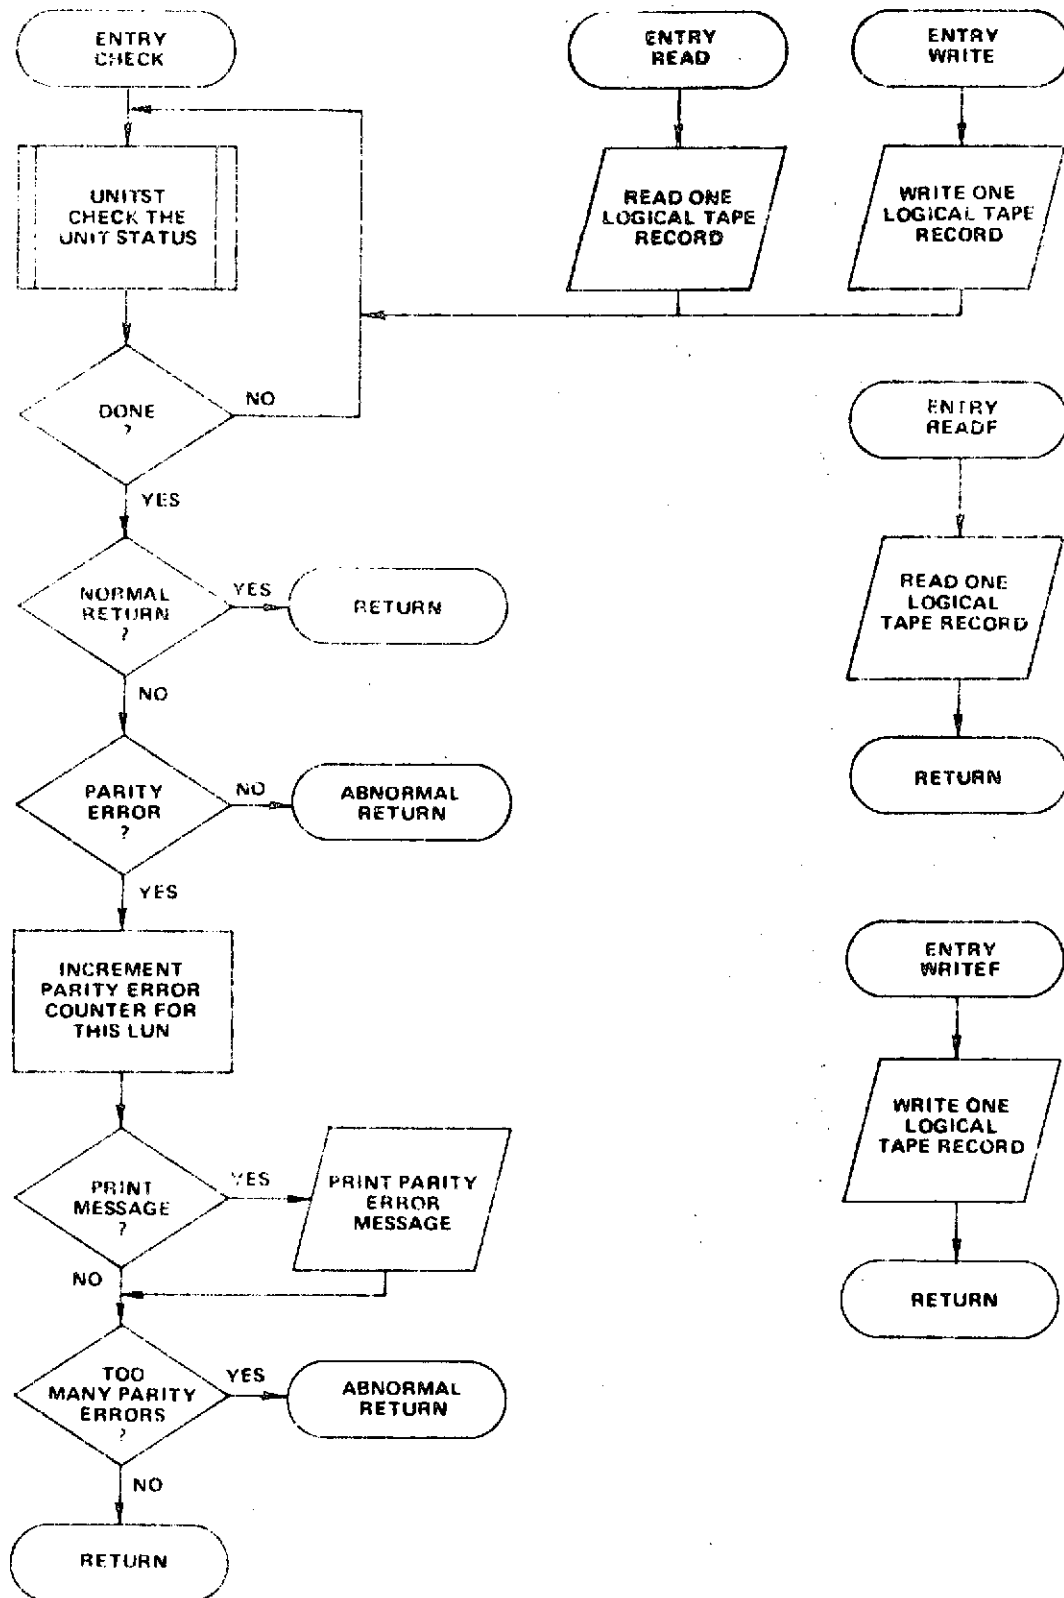 ENTRY
CHECK
UNITST
CHECK THE
UNIT STATUS
DONE
?
NO
YES
NORMAL
RETURN
?
YES
RETURN
NO
PARITY
ERROR
?
NO
ABNORMAL
RETURN
YES
INCREMENT
PARITY ERROR
COUNTER FOR
THIS LUN
PRINT
MESSAGE
?
YES
PRINT PARITY
ERROR
MESSAGE
NO
TOO
MANY PARITY
ERRORS
?
YES
ABNORMAL
RETURN
NO
RETURN
ENTRY
READ
READ ONE
LOGICAL TAPE
RECORD
ENTRY
WRITE
WRITE ONE
LOGICAL TAPE
RECORD
ENTRY
READF
READ ONE
LOGICAL
TAPE RECORD
RETURN
ENTRY
WRITEF
WRITE ONE
LOGICAL
TAPE RECORD
RETURN